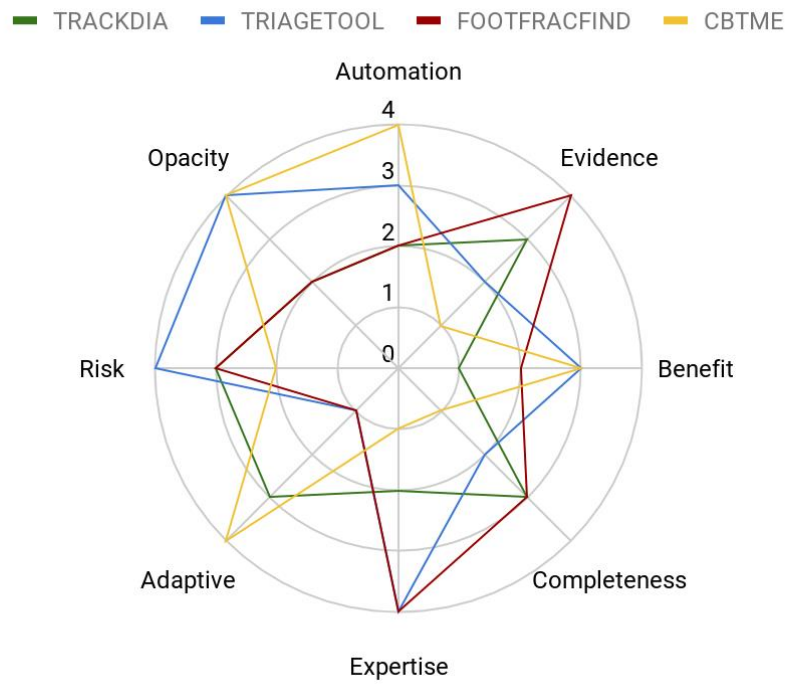 TRACKDIA TRIAGETOOL FOOTFRACFIND CBTME
Automation
4
Opacity Evidence
3
2
1
0
Risk Benefit
Adaptive Completeness
Expertise